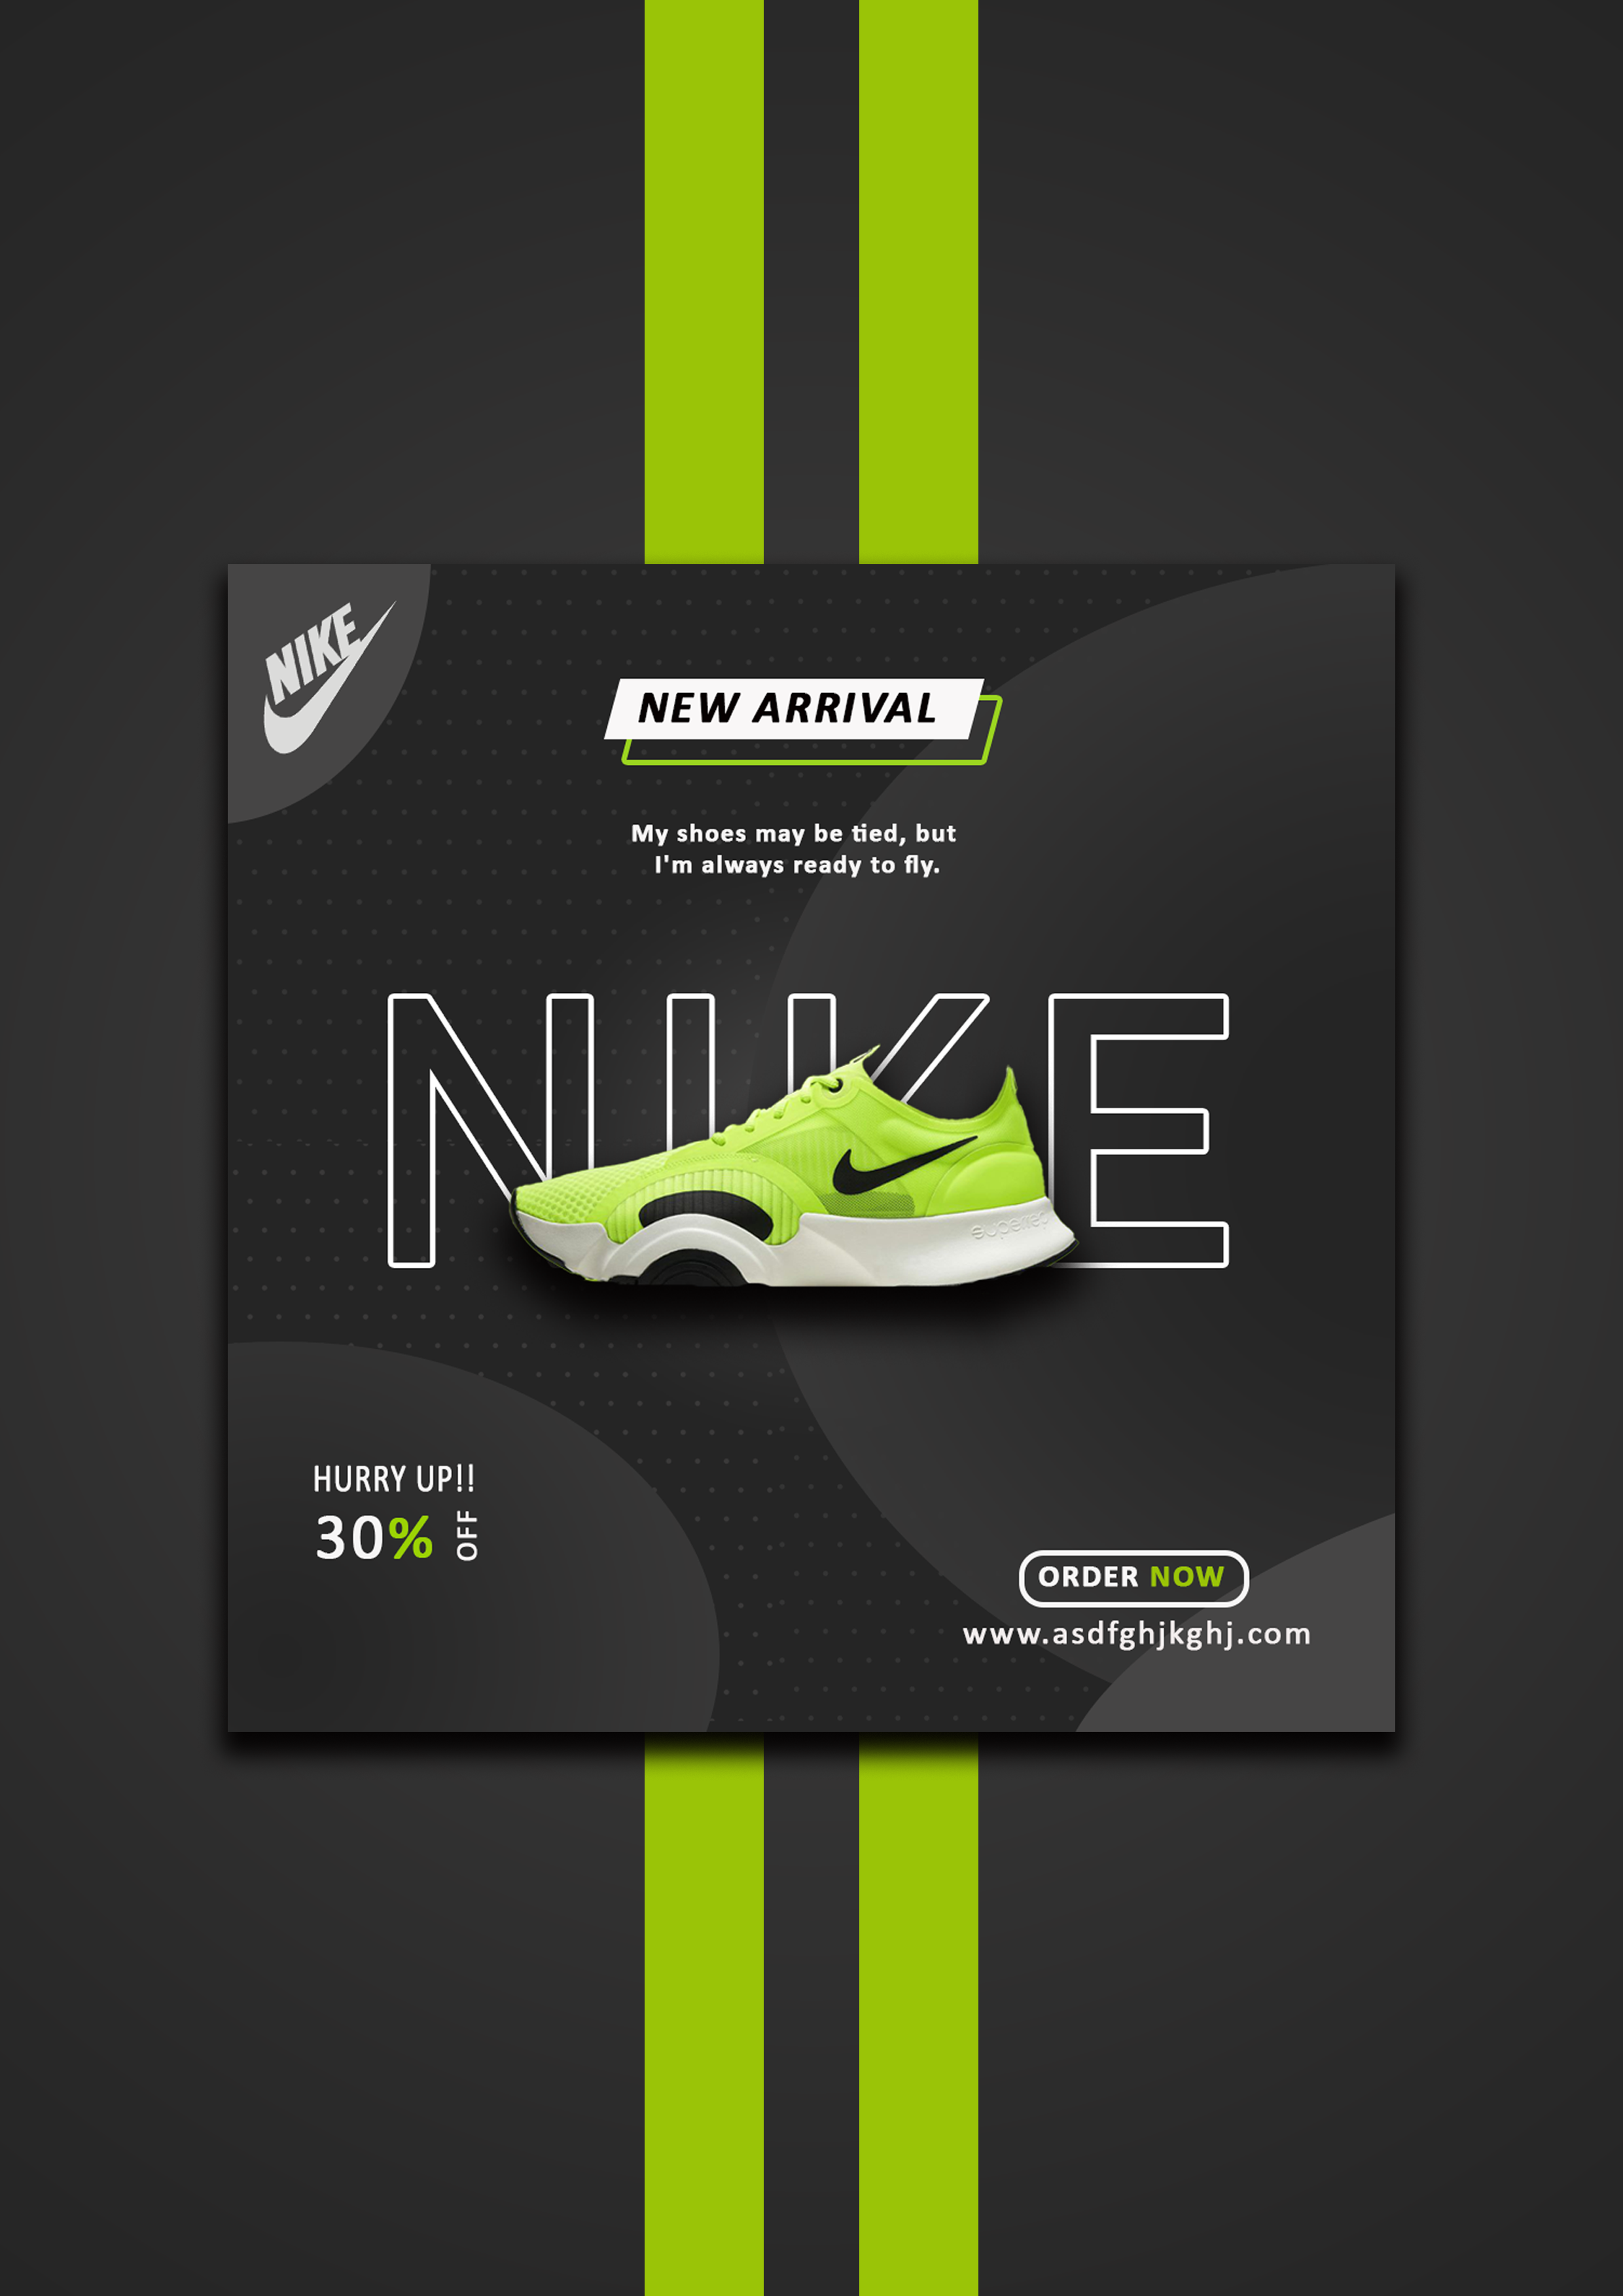 NIKE
NEW ARRIVAL
My shoes may be tied, but
I'm always ready to fly.
NIKE
superrep
HURRY UP!!
30% OFF
ORDER NOW
www.asdfghjkghj.com